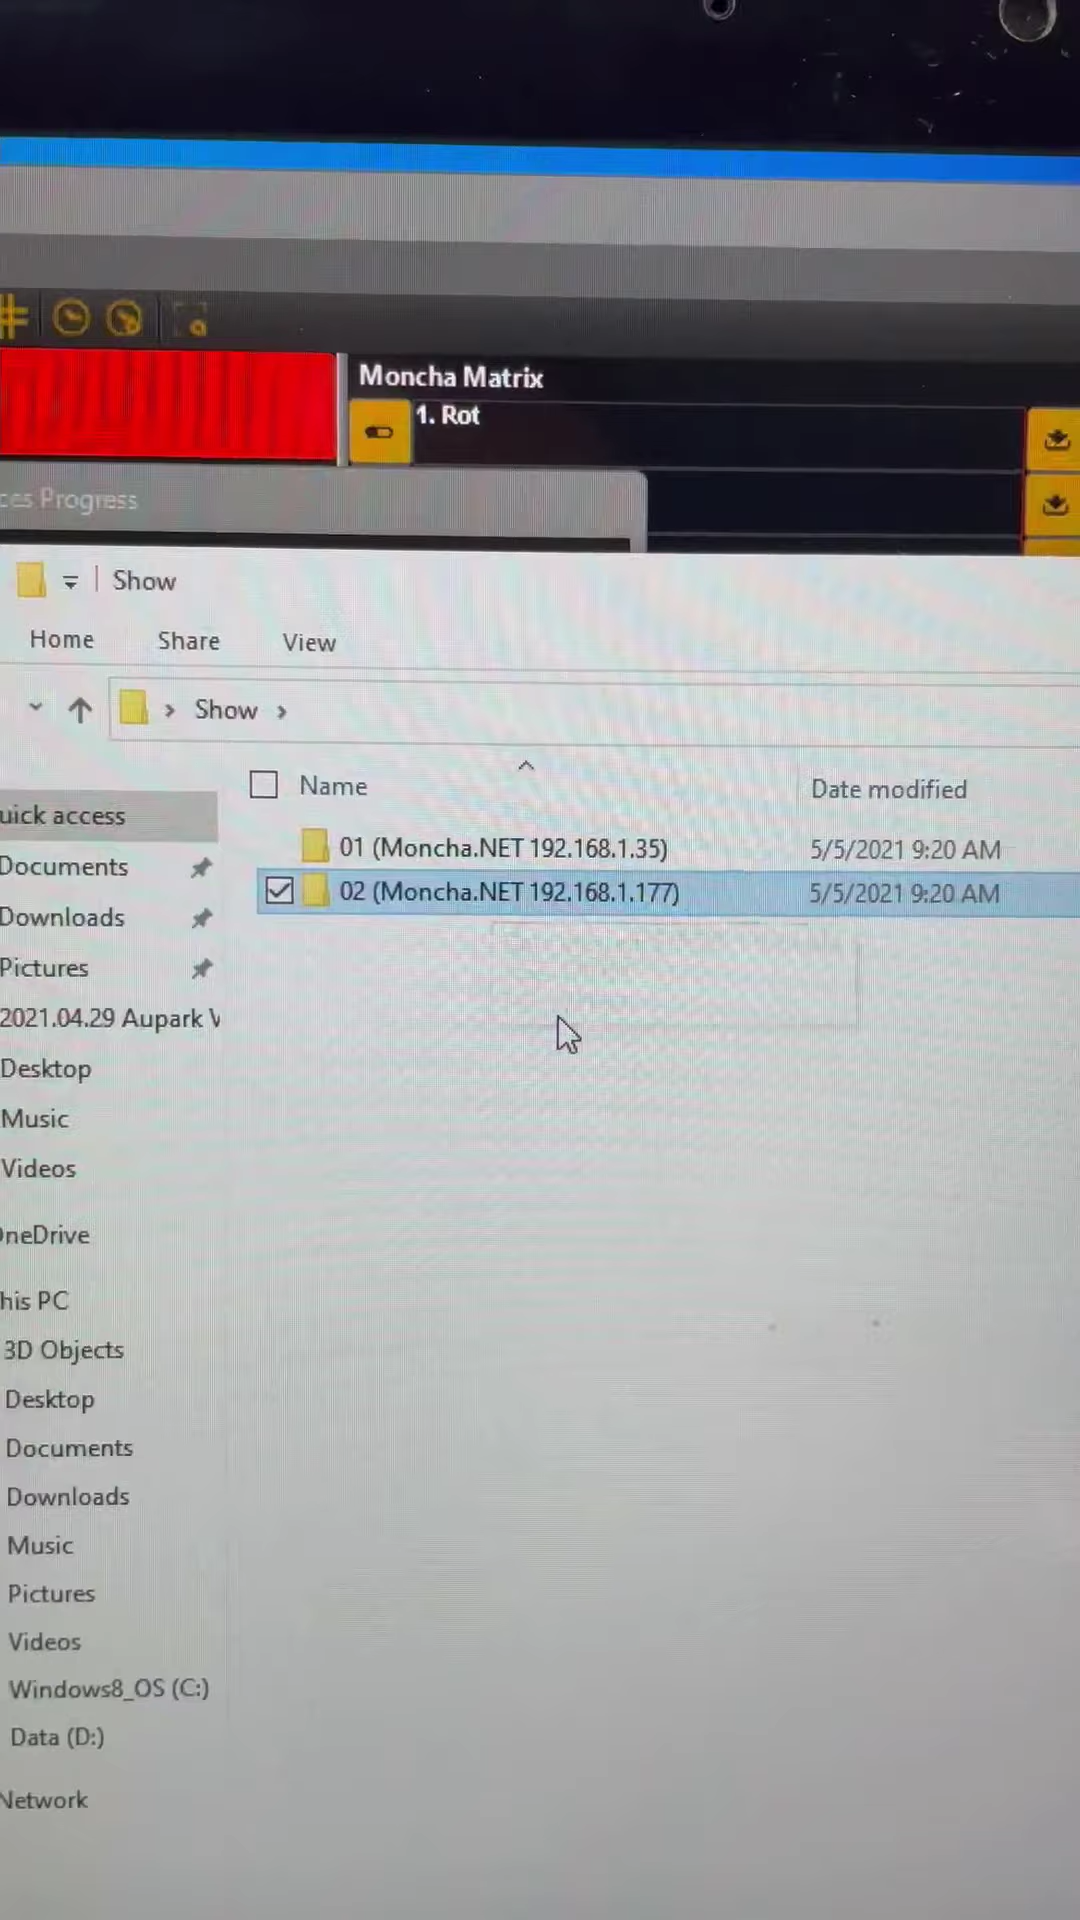 Moncha Matrix
1. Rot
ces Progress
Show
Home Share View
Show
Name Date modified
uick access
01 (Moncha.NET 192.168.1.35) 5/5/2021 9:20 AM
02 (Moncha.NET 192.168.1.177) 5/5/2021 9:20 AM
Documents
Downloads
Pictures
2021.04.29 Aupark V
Desktop
Music
Videos
OneDrive
his PC
3D Objects
Desktop
Documents
Downloads
Music
Pictures
Videos
Windows8_OS (C:)
Data (D:)
Network